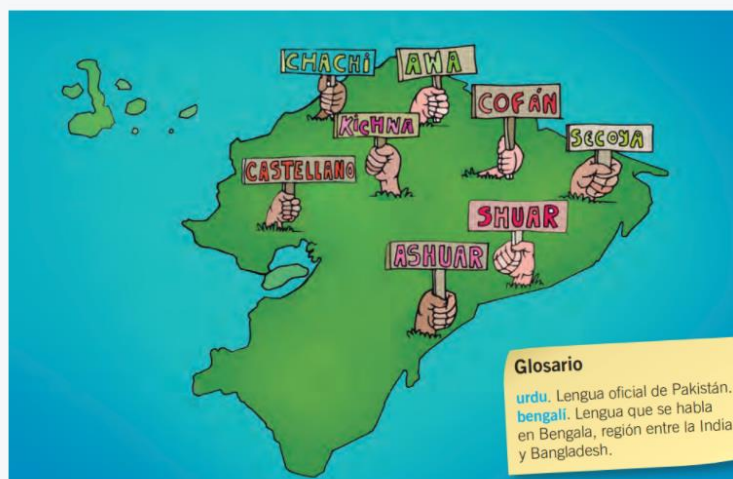 CHACHI
AWA
COFÁN
KICHWA
SECOYA
CASTELLANO
SHUAR
ASHUAR
Glosario
urdu. Lengua oficial de Pakistán.
bengalí. Lengua que se habla
en Bengala, región entre la India
y Bangladesh.